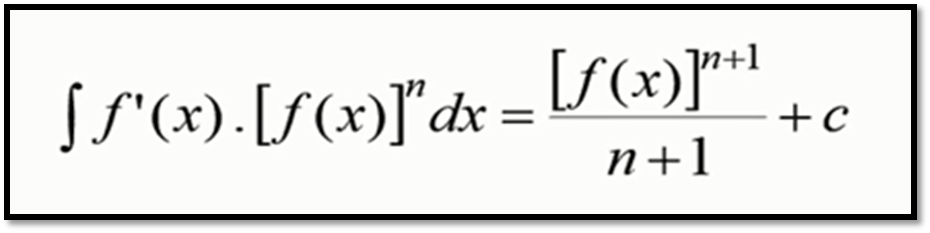 ∫ f'(x) . [f(x)]ⁿ dx = [f(x)]ⁿ⁺¹ / n+1 + c